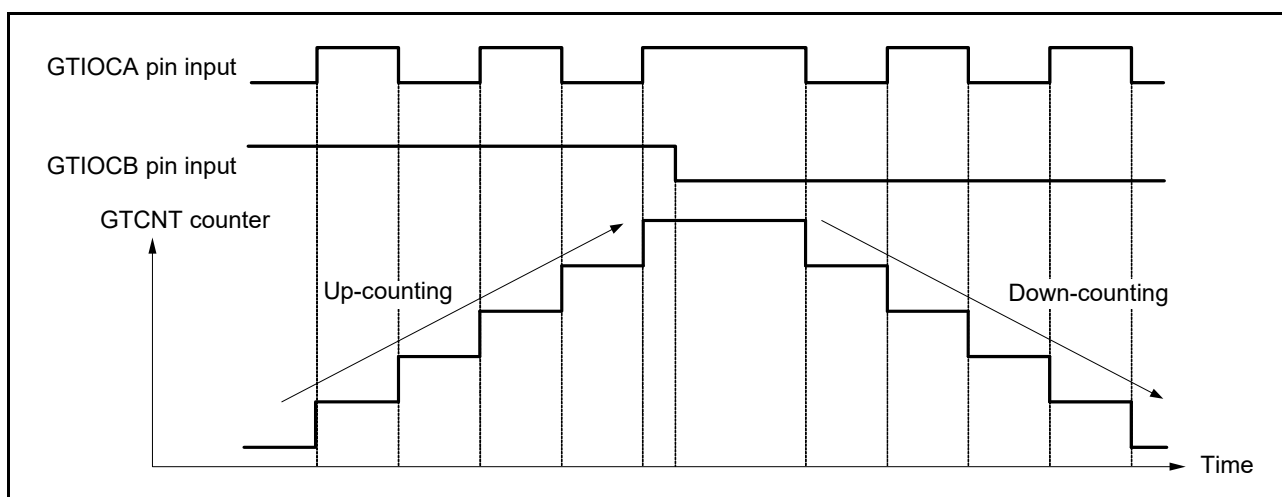 GTIOCA pin input
GTIOCB pin input
GTCNT counter
Up-counting
Down-counting
Time